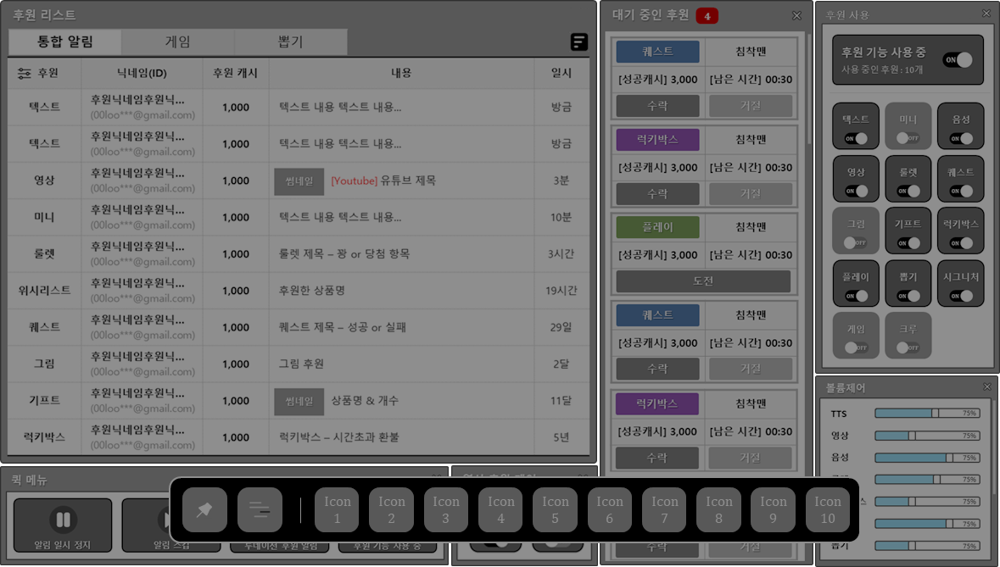 후원 리스트
통합 알림 게임 뽑기
후원 닉네임(ID) 후원 캐시 내용 일시
텍스트 후원닉네임후원닉... (00loo***@gmail.com) 1,000 텍스트 내용 텍스트 내용... 방금
텍스트 후원닉네임후원닉... (00loo***@gmail.com) 1,000 텍스트 내용 텍스트 내용... 방금
영상 후원닉네임후원닉... (00loo***@gmail.com) 1,000 썸네일 [Youtube] 유튜브 제목 3분
미니 후원닉네임후원닉... (00loo***@gmail.com) 1,000 텍스트 내용 텍스트 내용... 10분
룰렛 후원닉네임후원닉... (00loo***@gmail.com) 1,000 룰렛 제목 – 꽝 or 당첨 항목 3시간
위시리스트 후원닉네임후원닉... (00loo***@gmail.com) 1,000 후원한 상품명 19시간
퀘스트 후원닉네임후원닉... (00loo***@gmail.com) 1,000 퀘스트 제목 – 성공 or 실패 29일
그림 후원닉네임후원닉... (00loo***@gmail.com) 1,000 그림 후원 2달
기프트 후원닉네임후원닉... (00loo***@gmail.com) 1,000 썸네일 상품명 & 개수 11달
럭키박스 후원닉네임후원닉... (00loo***@gmail.com) 1,000 럭키박스 – 시간초과 환불 5년
대기 중인 후원 4
퀘스트 침착맨
[성공캐시] 3,000 [남은 시간] 00:30
수락 거절
럭키박스 침착맨
[성공캐시] 3,000 [남은 시간] 00:30
수락 거절
플레이 침착맨
[성공캐시] 3,000 [남은 시간] 00:30
도전
퀘스트 침착맨
[성공캐시] 3,000 [남은 시간] 00:30
수락 거절
럭키박스 침착맨
[성공캐시] 3,000 [남은 시간] 00:30
수락 거절
수락 거절
후원 사용
후원 기능 사용 중 ON
사용 중인 후원 : 10개
텍스트 미니 음성
ON OFF ON
영상 룰렛 퀘스트
ON ON ON
그림 기프트 럭키박스
OFF ON ON
플레이 뽑기 시그니처
ON ON ON
게임 크루
OFF OFF
볼륨제어
TTS 75%
영상 75%
음성 75%
75%
75%
75%
뽑기 75%
퀵 메뉴
알림 일시 정지 알림 스킵 후원 기능 사용 중
Icon 1
Icon 2
Icon 3
Icon 4
Icon 5
Icon 6
Icon 7
Icon 8
Icon 9
Icon 10